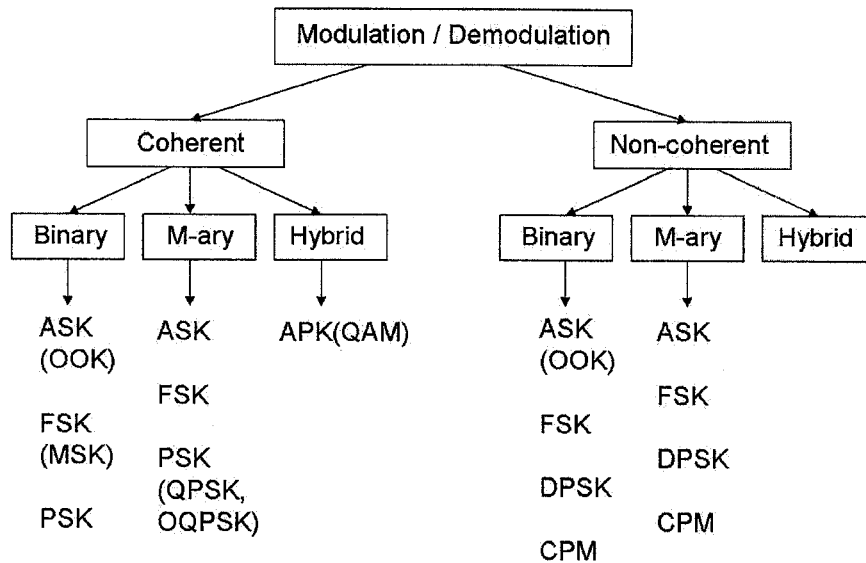 Modulation / Demodulation
Coherent
Non-coherent
Binary
M-ary
Hybrid
Binary
M-ary
Hybrid
ASK
(OOK)
FSK
(MSK)
PSK
ASK
FSK
PSK
(QPSK,
OQPSK)
APK(QAM)
ASK
(OOK)
FSK
DPSK
CPM
ASK
FSK
DPSK
CPM